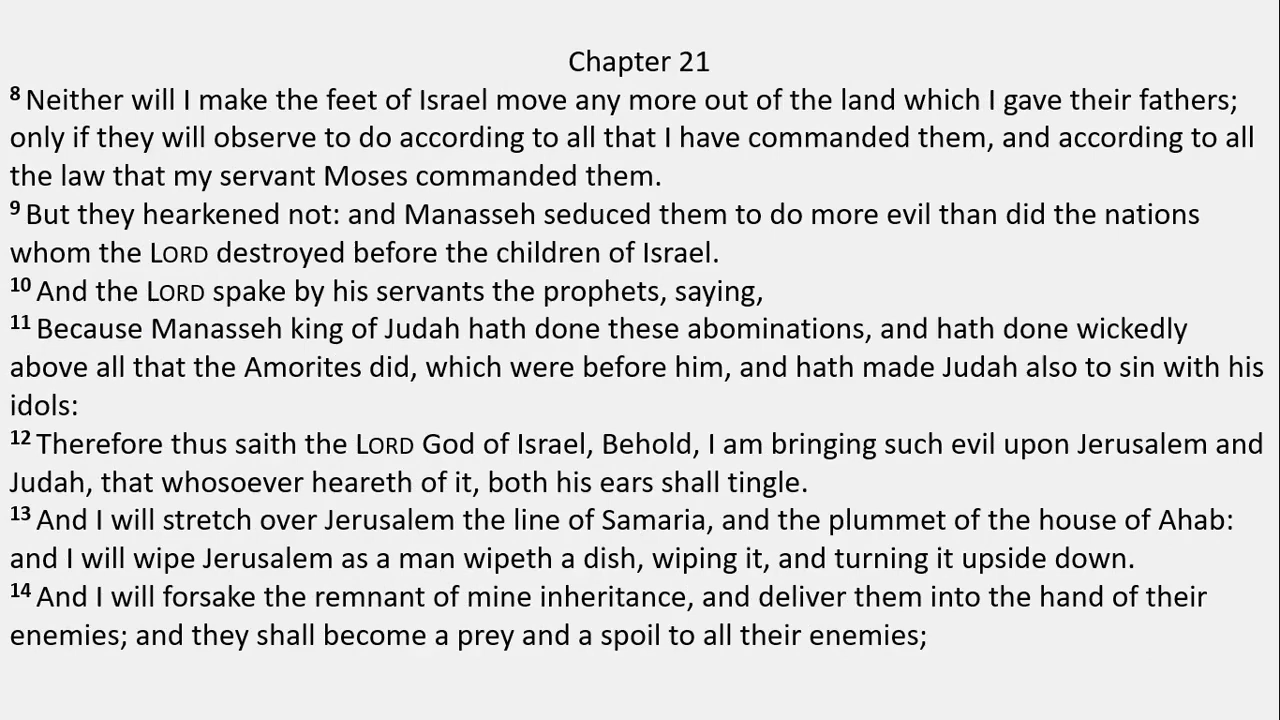 Chapter 21
8 Neither will I make the feet of Israel move any more out of the land which I gave their fathers;
only if they will observe to do according to all that I have commanded them, and according to all
the law that my servant Moses commanded them.
9 But they hearkened not: and Manasseh seduced them to do more evil than did the nations
whom the LORD destroyed before the children of Israel.
10 And the LORD spake by his servants the prophets, saying,
11 Because Manasseh king of Judah hath done these abominations, and hath done wickedly
above all that the Amorites did, which were before him, and hath made Judah also to sin with his
idols:
12 Therefore thus saith the LORD God of Israel, Behold, I am bringing such evil upon Jerusalem and
Judah, that whosoever heareth of it, both his ears shall tingle.
13 And I will stretch over Jerusalem the line of Samaria, and the plummet of the house of Ahab:
and I will wipe Jerusalem as a man wipeth a dish, wiping it, and turning it upside down.
14 And I will forsake the remnant of mine inheritance, and deliver them into the hand of their
enemies; and they shall become a prey and a spoil to all their enemies;